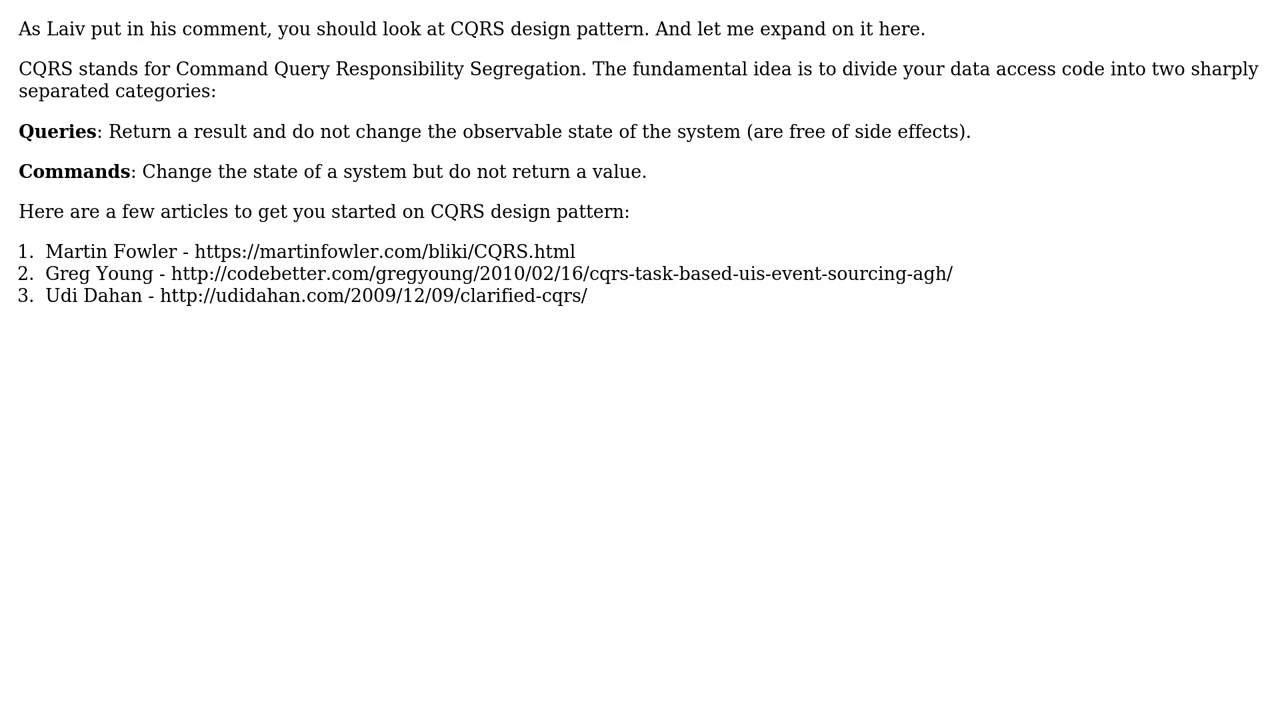 As Laiv put in his comment, you should look at CQRS design pattern. And let me expand on it here.
CQRS stands for Command Query Responsibility Segregation. The fundamental idea is to divide your data access code into two sharply
separated categories:
Queries: Return a result and do not change the observable state of the system (are free of side effects).
Commands: Change the state of a system but do not return a value.
Here are a few articles to get you started on CQRS design pattern:
1. Martin Fowler - https://martinfowler.com/bliki/CQRS.html
2. Greg Young - http://codebetter.com/gregyoung/2010/02/16/cqrs-task-based-uis-event-sourcing-agh/
3. Udi Dahan - http://udidahan.com/2009/12/09/clarified-cqrs/